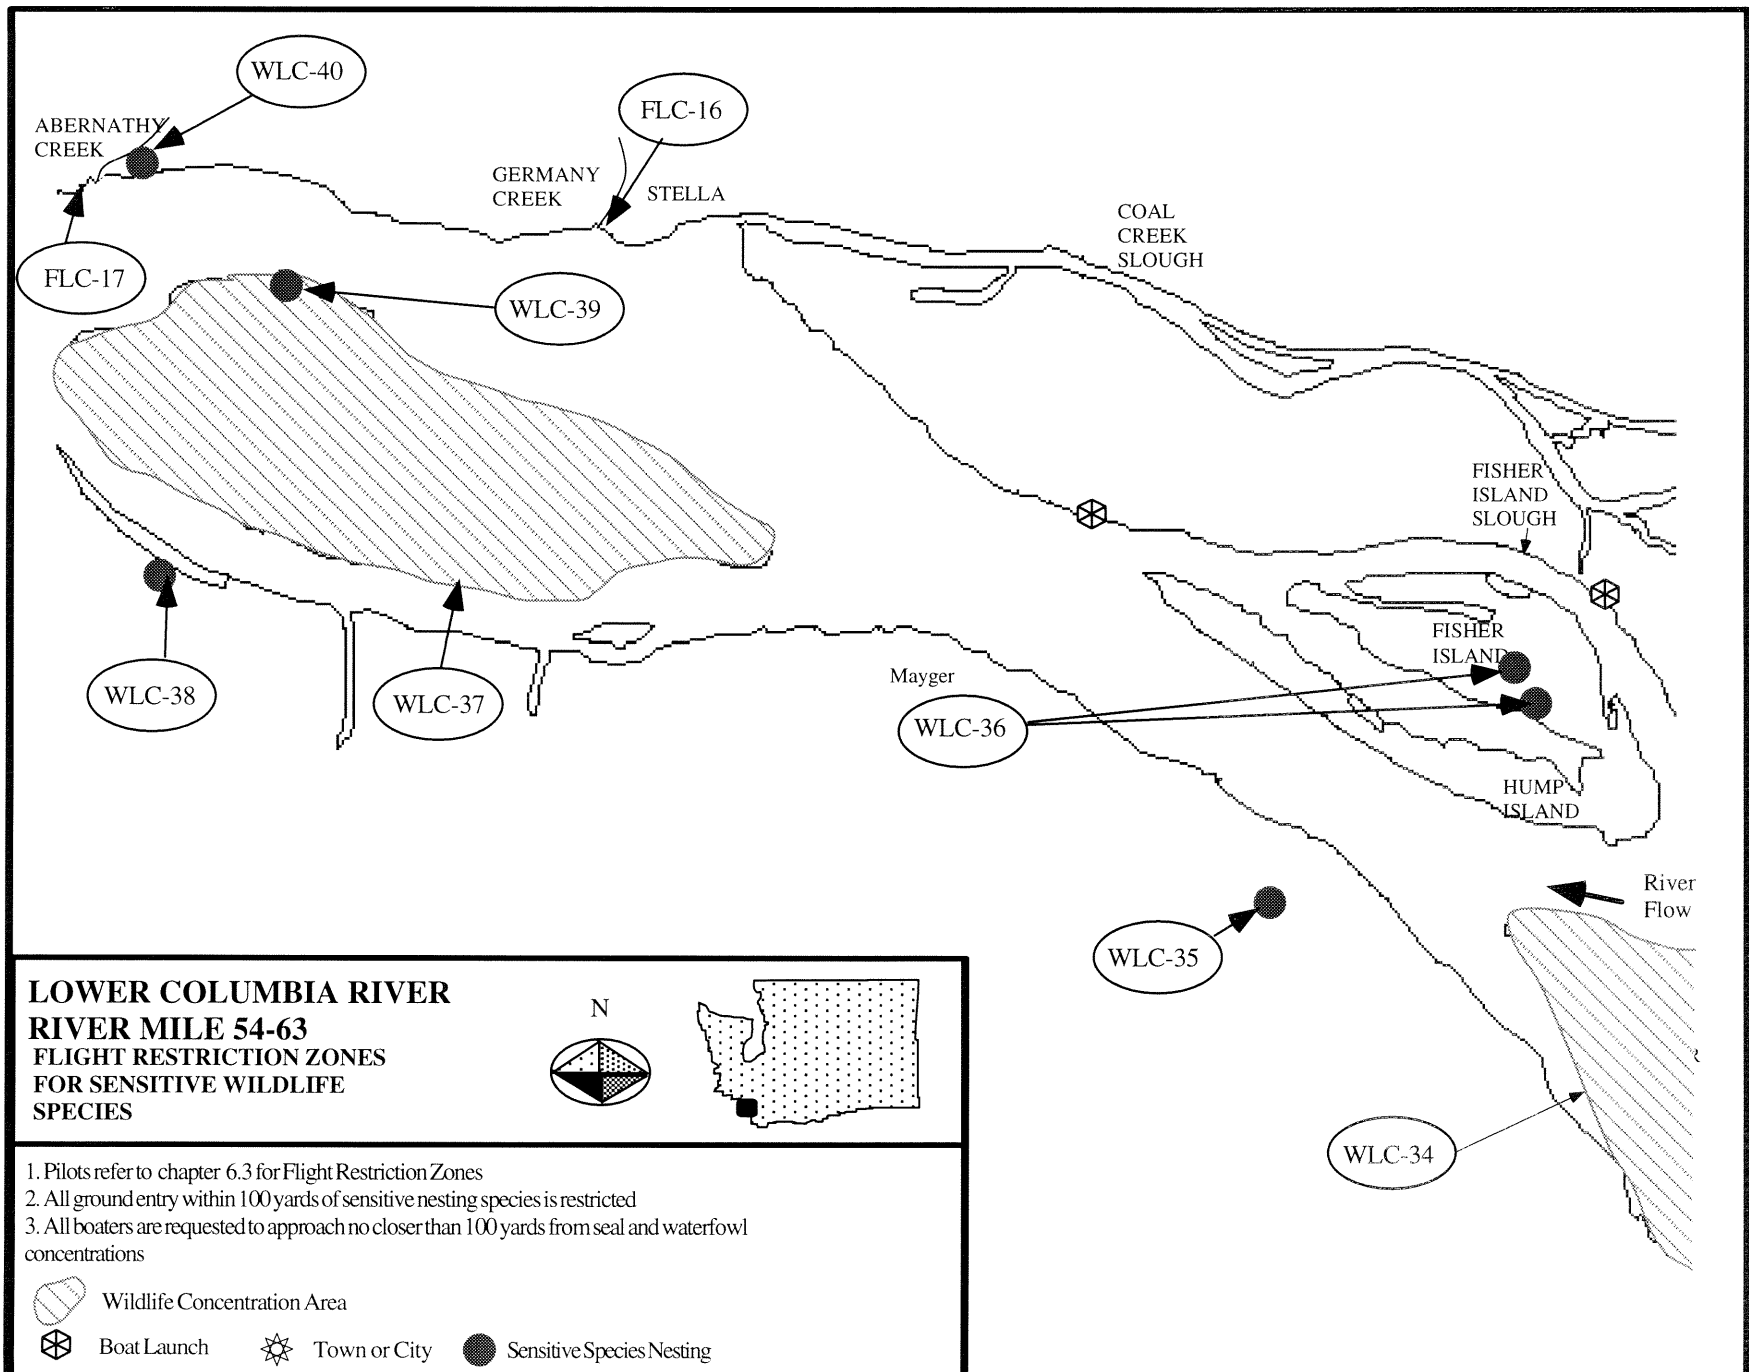 WLC-40
FLC-16
ABERNATHY
CREEK
GERMANY
CREEK
STELLA
COAL
CREEK
SLOUGH
FLC-17
WLC-39
FISHER
ISLAND
SLOUGH
FISHER
ISLAND
WLC-38
WLC-37
Mayger
WLC-36
HUMP
ISLAND
River
Flow
WLC-35
WLC-34
LOWER COLUMBIA RIVER
RIVER MILE 54-63
FLIGHT RESTRICTION ZONES
FOR SENSITIVE WILDLIFE
SPECIES
N
1. Pilots refer to chapter 6.3 for Flight Restriction Zones
2. All ground entry within 100 yards of sensitive nesting species is restricted
3. All boaters are requested to approach no closer than 100 yards from seal and waterfowl
concentrations
Wildlife Concentration Area
Boat Launch
Town or City
Sensitive Species Nesting